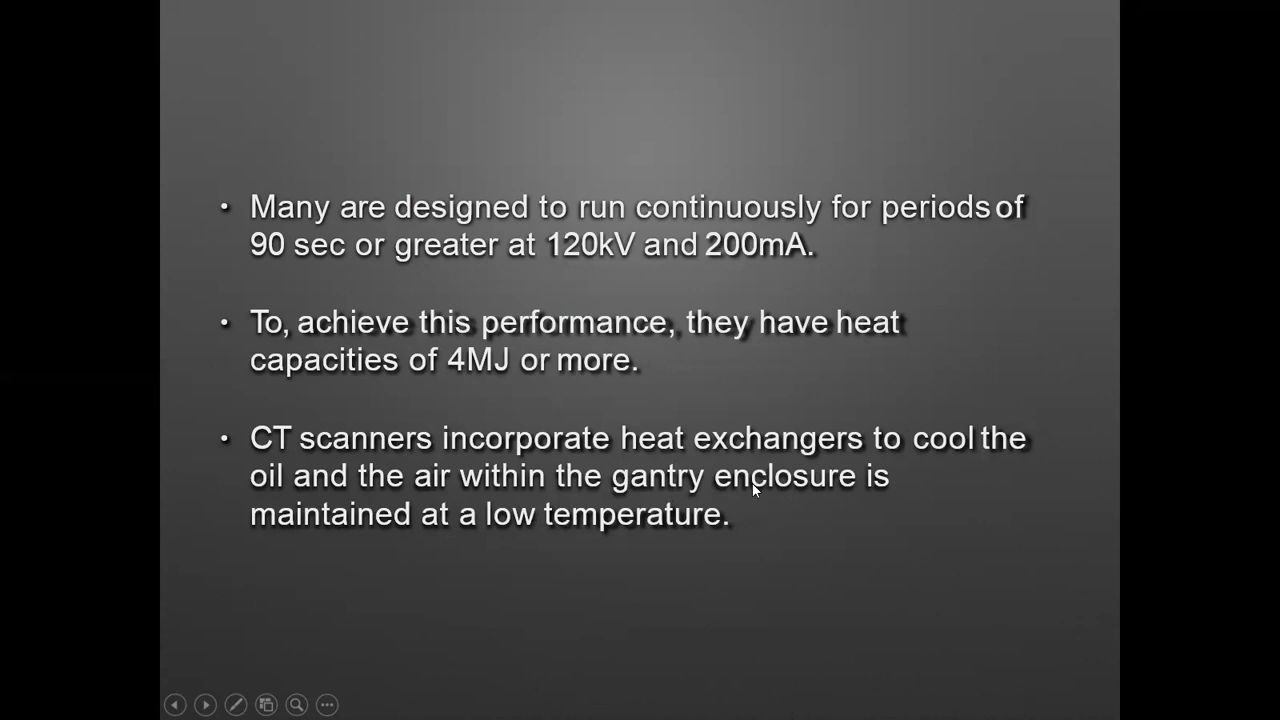 • Many are designed to run continuously for periods of
90 sec or greater at 120kV and 200mA.
• To, achieve this performance, they have heat
capacities of 4MJ or more.
• CT scanners incorporate heat exchangers to cool the
oil and the air within the gantry enclosure is
maintained at a low temperature.